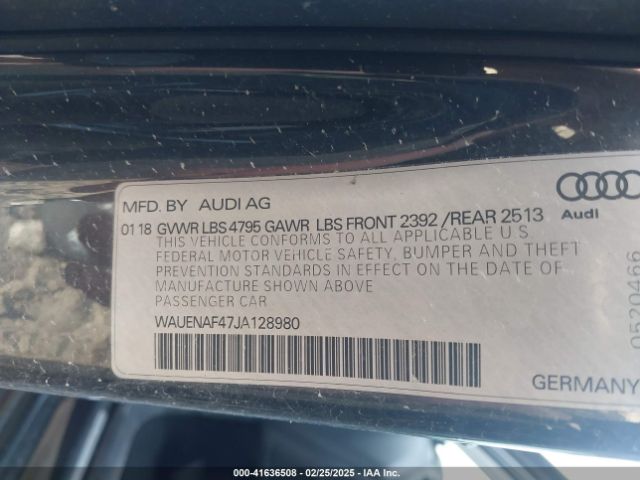 MFD. BY AUDI AG
01 18 GVWR LBS 4795 GAWR LBS FRONT 2392 /REAR 2513
THIS VEHICLE CONFORMS TO ALL APPLICABLE U.S.
FEDERAL MOTOR VEHICLE SAFETY, BUMPER AND THEFT
PREVENTION STANDARDS IN EFFECT ON THE DATE OF
MANUFACTURE SHOWN ABOVE
PASSENGER CAR
WAUENAF47JA128980
Audi
0520466
GERMANY
000-41636508 - 02/25/2025 - IAA Inc.